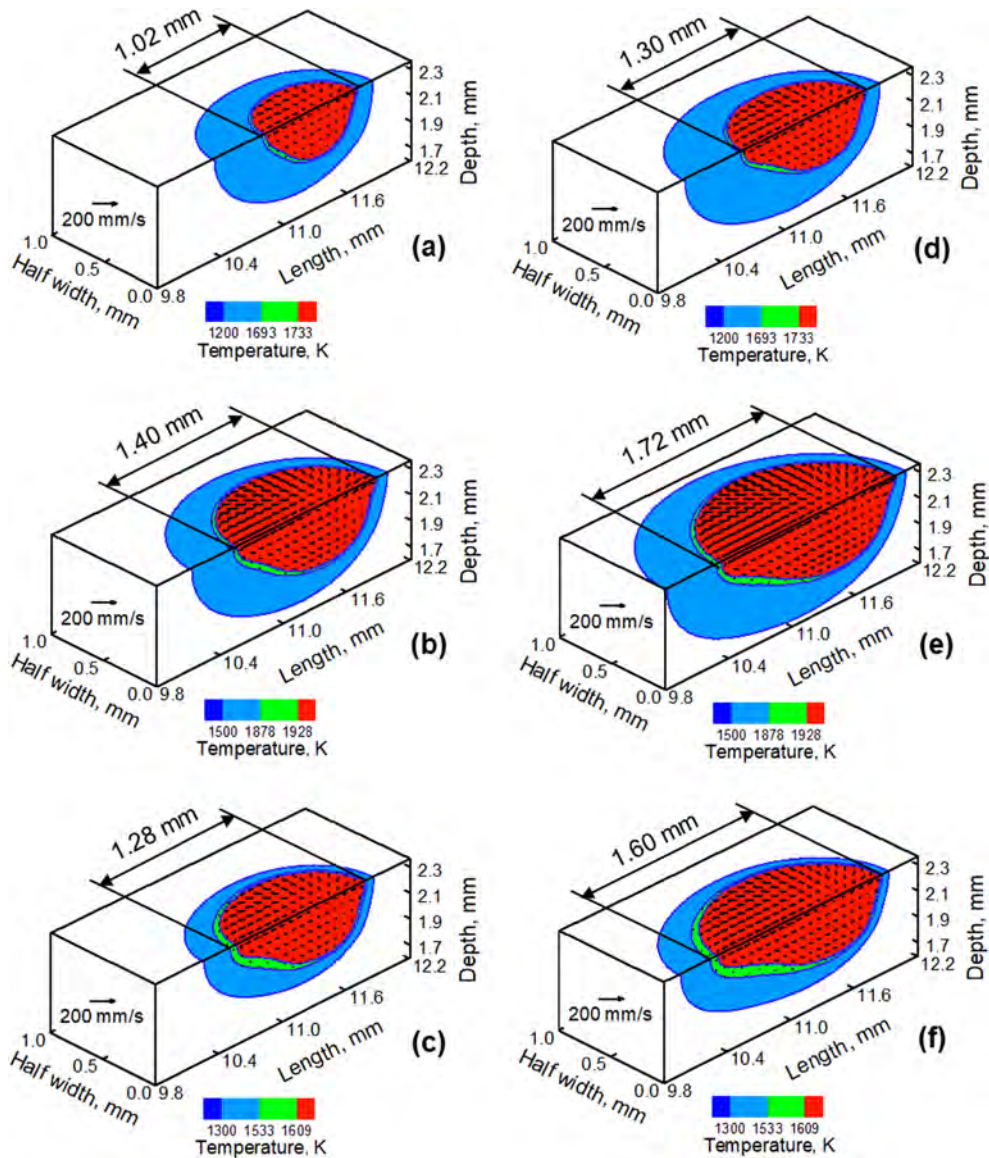 1.02 mm
2.3
2.1
1.9
1.7
12.2
Depth, mm
11.6
11.0
10.4
Length, mm
200 mm/s
1.0
0.5
0.0
9.8
Half width, mm
(a)
1200 1693 1733
Temperature, K
1.30 mm
2.3
2.1
1.9
1.7
12.2
Depth, mm
11.6
11.0
10.4
Length, mm
200 mm/s
1.0
0.5
0.0
9.8
Half width, mm
(d)
1200 1693 1733
Temperature, K
1.40 mm
2.3
2.1
1.9
1.7
12.2
Depth, mm
11.6
11.0
10.4
Length, mm
200 mm/s
1.0
0.5
0.0
9.8
Half width, mm
(b)
1500 1878 1928
Temperature, K
1.72 mm
2.3
2.1
1.9
1.7
12.2
Depth, mm
11.6
11.0
10.4
Length, mm
200 mm/s
1.0
0.5
0.0
9.8
Half width, mm
(e)
1500 1878 1928
Temperature, K
1.28 mm
2.3
2.1
1.9
1.7
12.2
Depth, mm
11.6
11.0
10.4
Length, mm
200 mm/s
1.0
0.5
0.0
9.8
Half width, mm
(c)
1300 1533 1609
Temperature, K
1.60 mm
2.3
2.1
1.9
1.7
12.2
Depth, mm
11.6
11.0
10.4
Length, mm
200 mm/s
1.0
0.5
0.0
9.8
Half width, mm
(f)
1300 1533 1609
Temperature, K